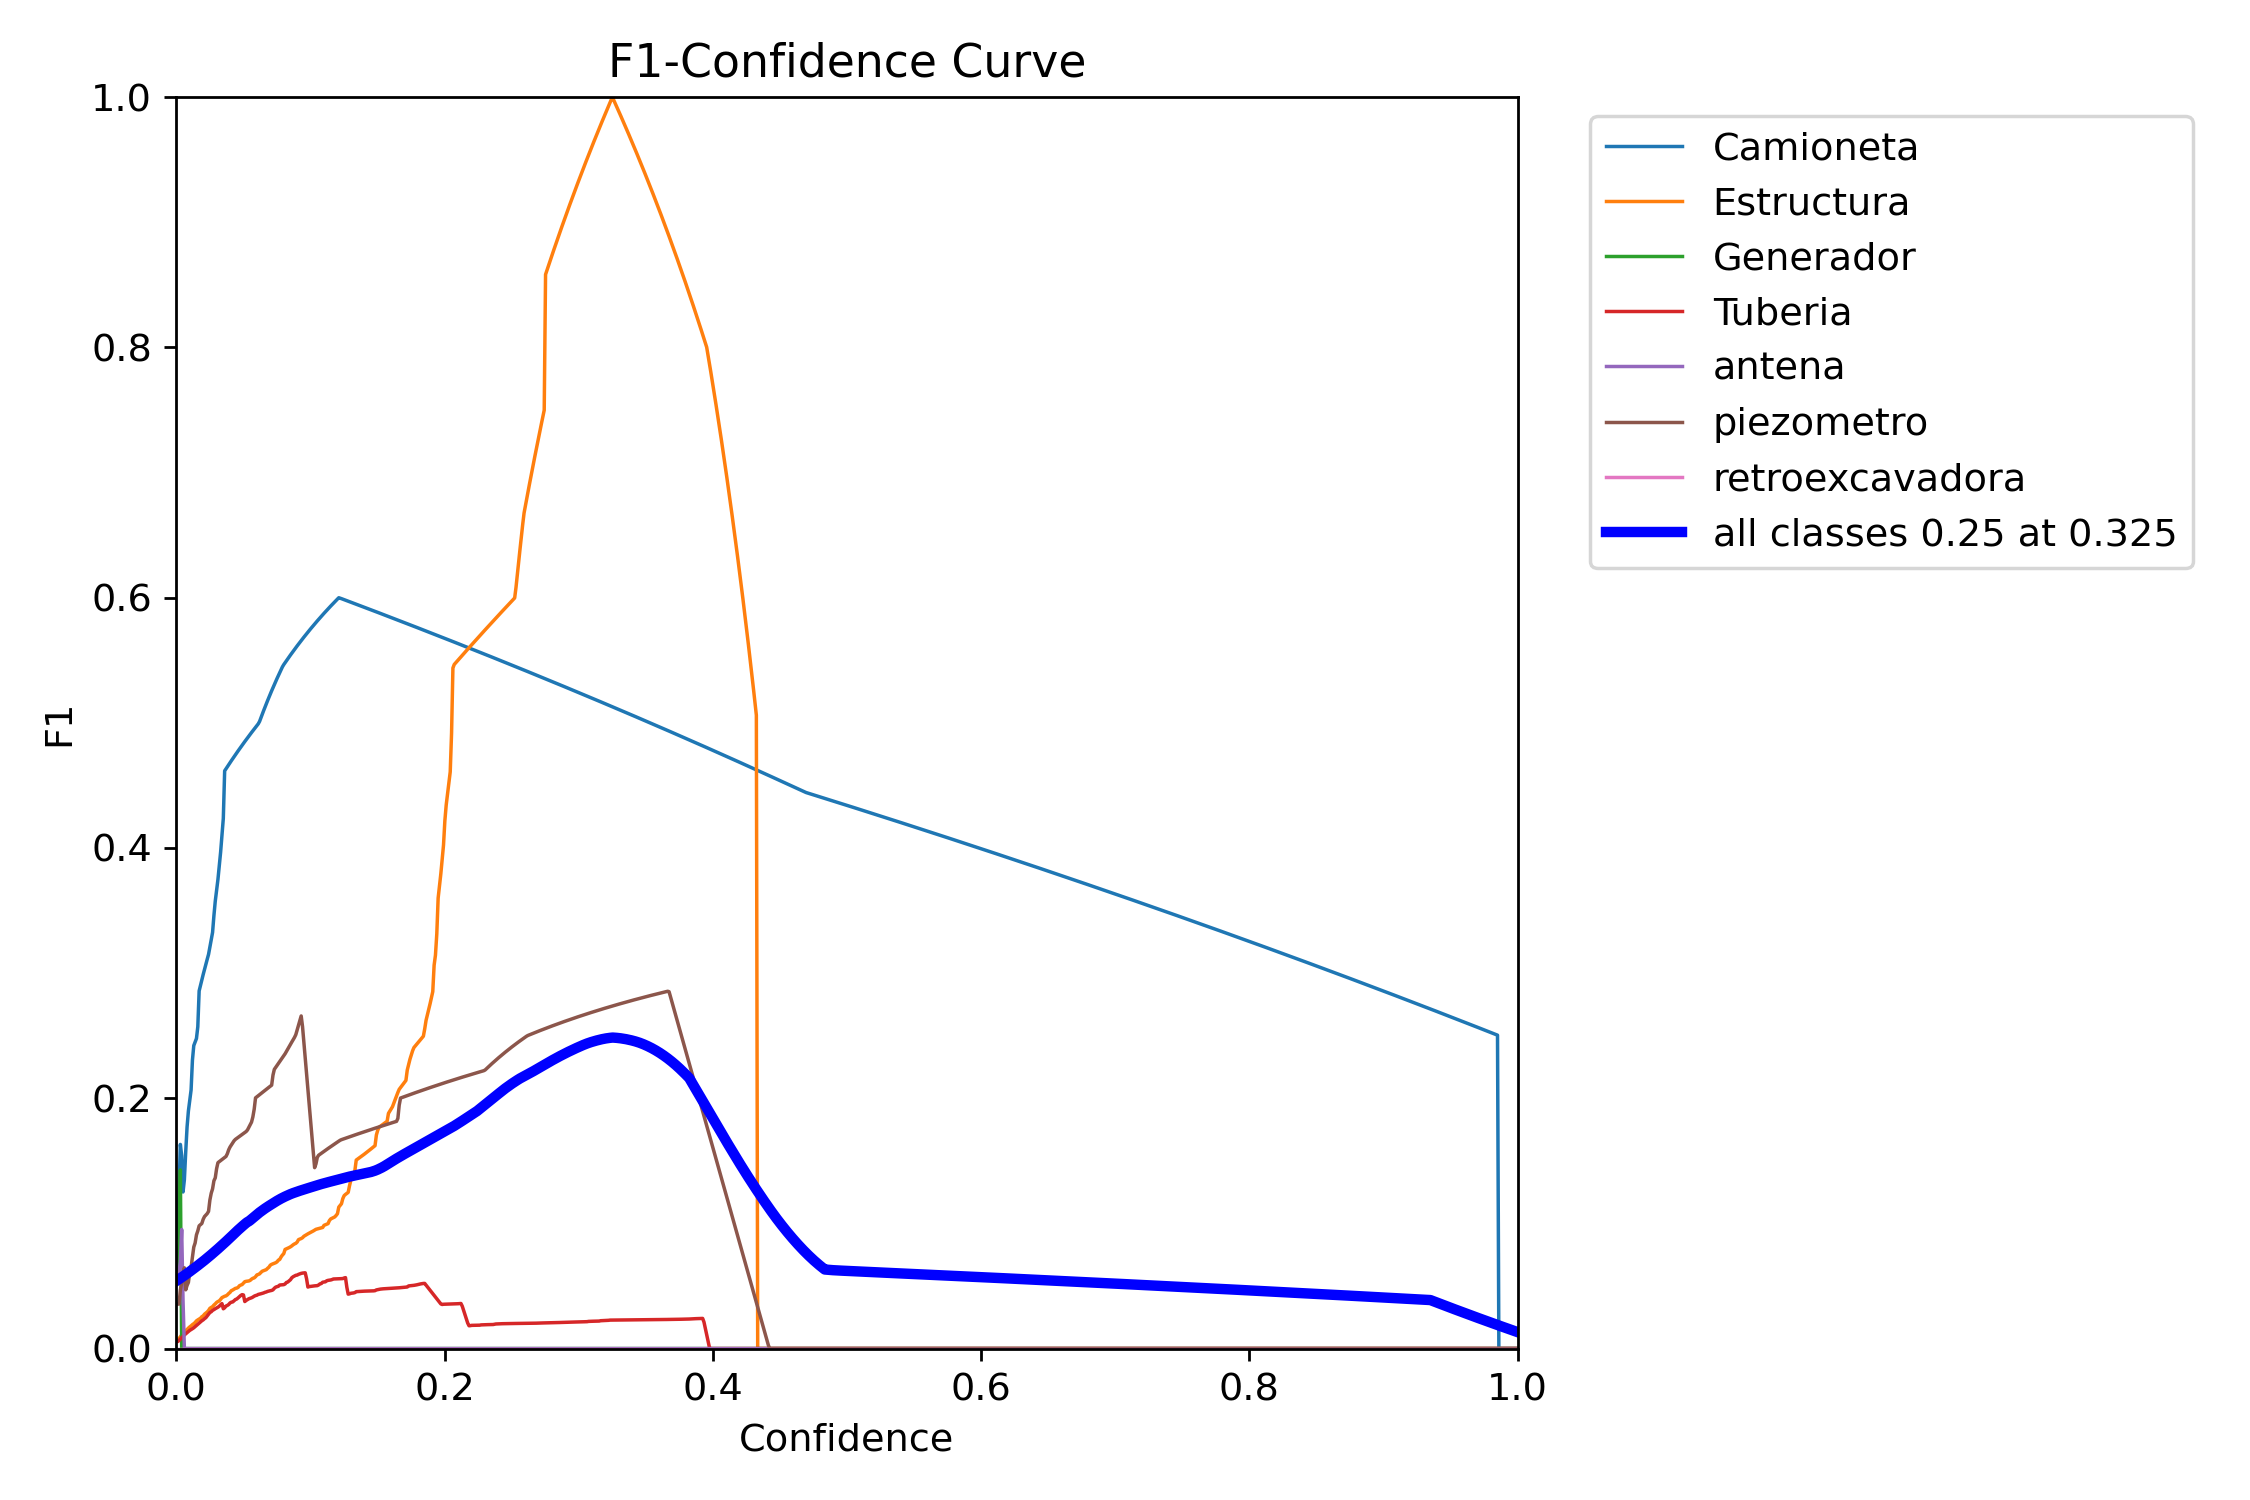 F1-Confidence Curve
1.0
0.8
0.6
0.4
0.2
0.0
F1
0.0 0.2 0.4 0.6 0.8 1.0
Confidence
Camioneta
Estructura
Generador
Tuberia
antena
piezometro
retroexcavadora
all classes 0.25 at 0.325